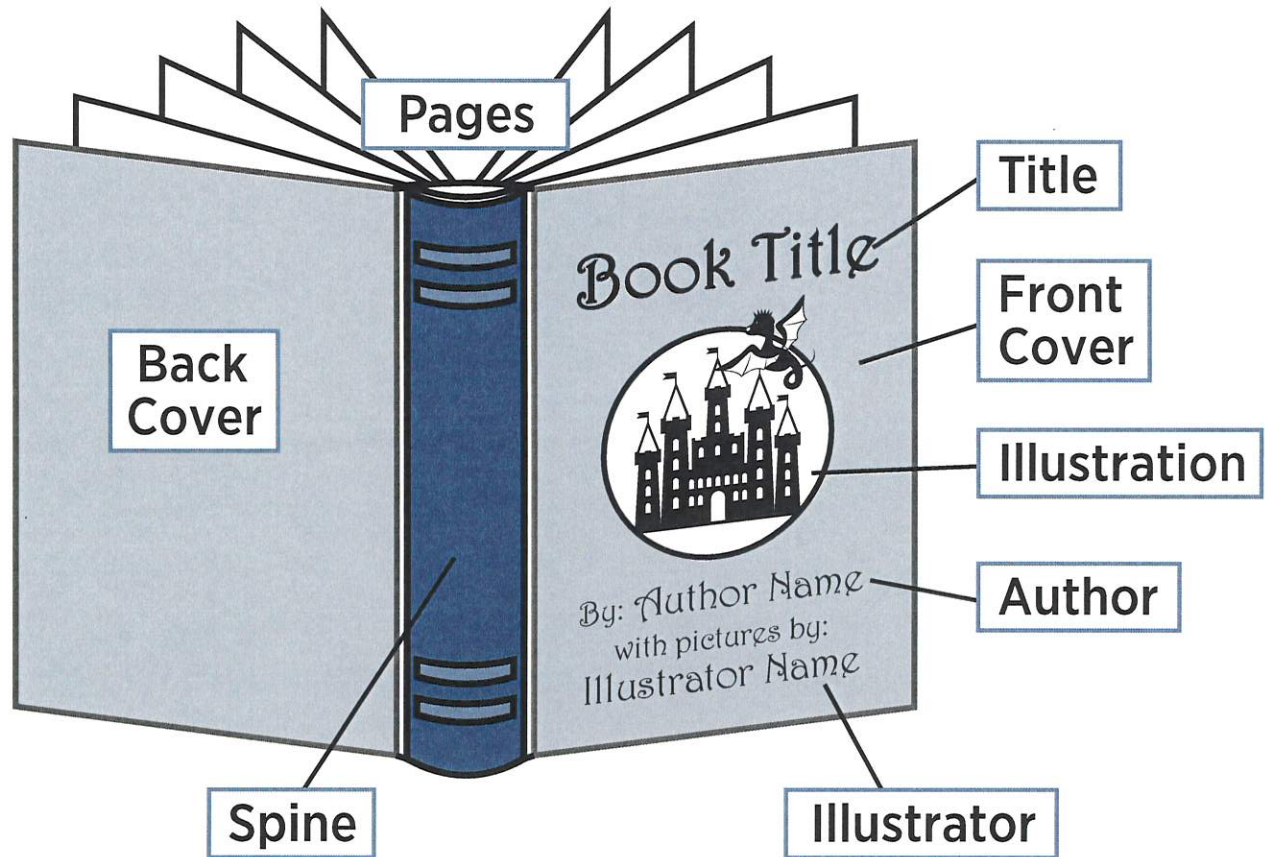 Pages
Title
Book Title
Front
Cover
Back
Cover
Illustration
By: Author Name
Author
with pictures by:
Illustrator Name
Spine
Illustrator